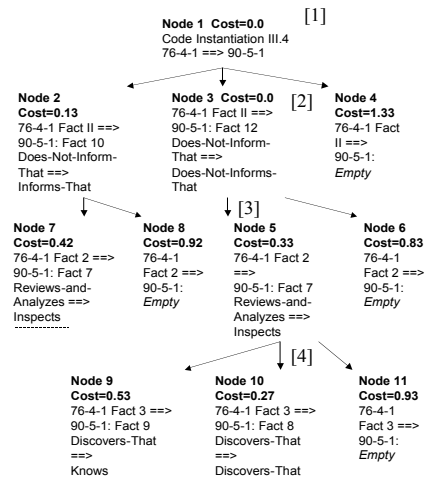 Node 1 Cost=0.0
[1]
Code Instantiation III.4
76-4-1 ==> 90-5-1
Node 2
Cost=0.13
76-4-1 Fact II ==>
90-5-1: Fact 10
Does-Not-Inform-
That ==>
Informs-That
Node 3 Cost=0.0
[2]
76-4-1 Fact II ==>
90-5-1: Fact 12
Does-Not-Inform-
That ==>
Does-Not-Informs-
That
Node 4
Cost=1.33
76-4-1 Fact
II ==>
90-5-1:
Empty
[3]
Node 7
Cost=0.42
76-4-1 Fact 2 ==>
90-5-1: Fact 7
Reviews-and-
Analyzes ==>
Inspects
Node 8
Cost=0.92
76-4-1
Fact 2 ==>
90-5-1:
Empty
Node 5
Cost=0.33
76-4-1 Fact 2
==>
90-5-1: Fact 7
Reviews-and-
Analyzes ==>
Inspects
Node 6
Cost=0.83
76-4-1
Fact 2 ==>
90-5-1:
Empty
[4]
Node 9
Cost=0.53
76-4-1 Fact 3 ==>
90-5-1: Fact 9
Discovers-That
==>
Knows
Node 10
Cost=0.27
76-4-1 Fact 3 ==>
90-5-1: Fact 8
Discovers-That
==>
Discovers-That
Node 11
Cost=0.93
76-4-1
Fact 3 ==>
90-5-1:
Empty